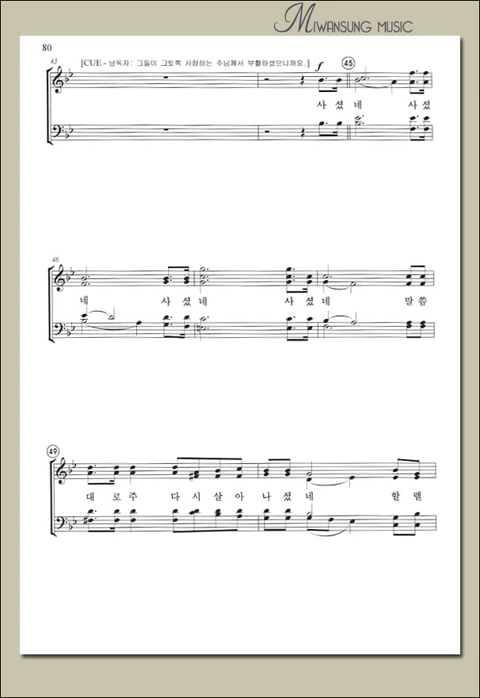 MIWANSUNG MUSIC
80
43
[CUE - 낭독자: 그들이 그토록 사랑하는 주님께서 부활하셨으니까요.]
f
45
사 셨 네 사 셨
46
네 사 셨 네 사 셨 네 말 씀
49
대 로 주 다 시 살 아 나 셨 네 할 렐